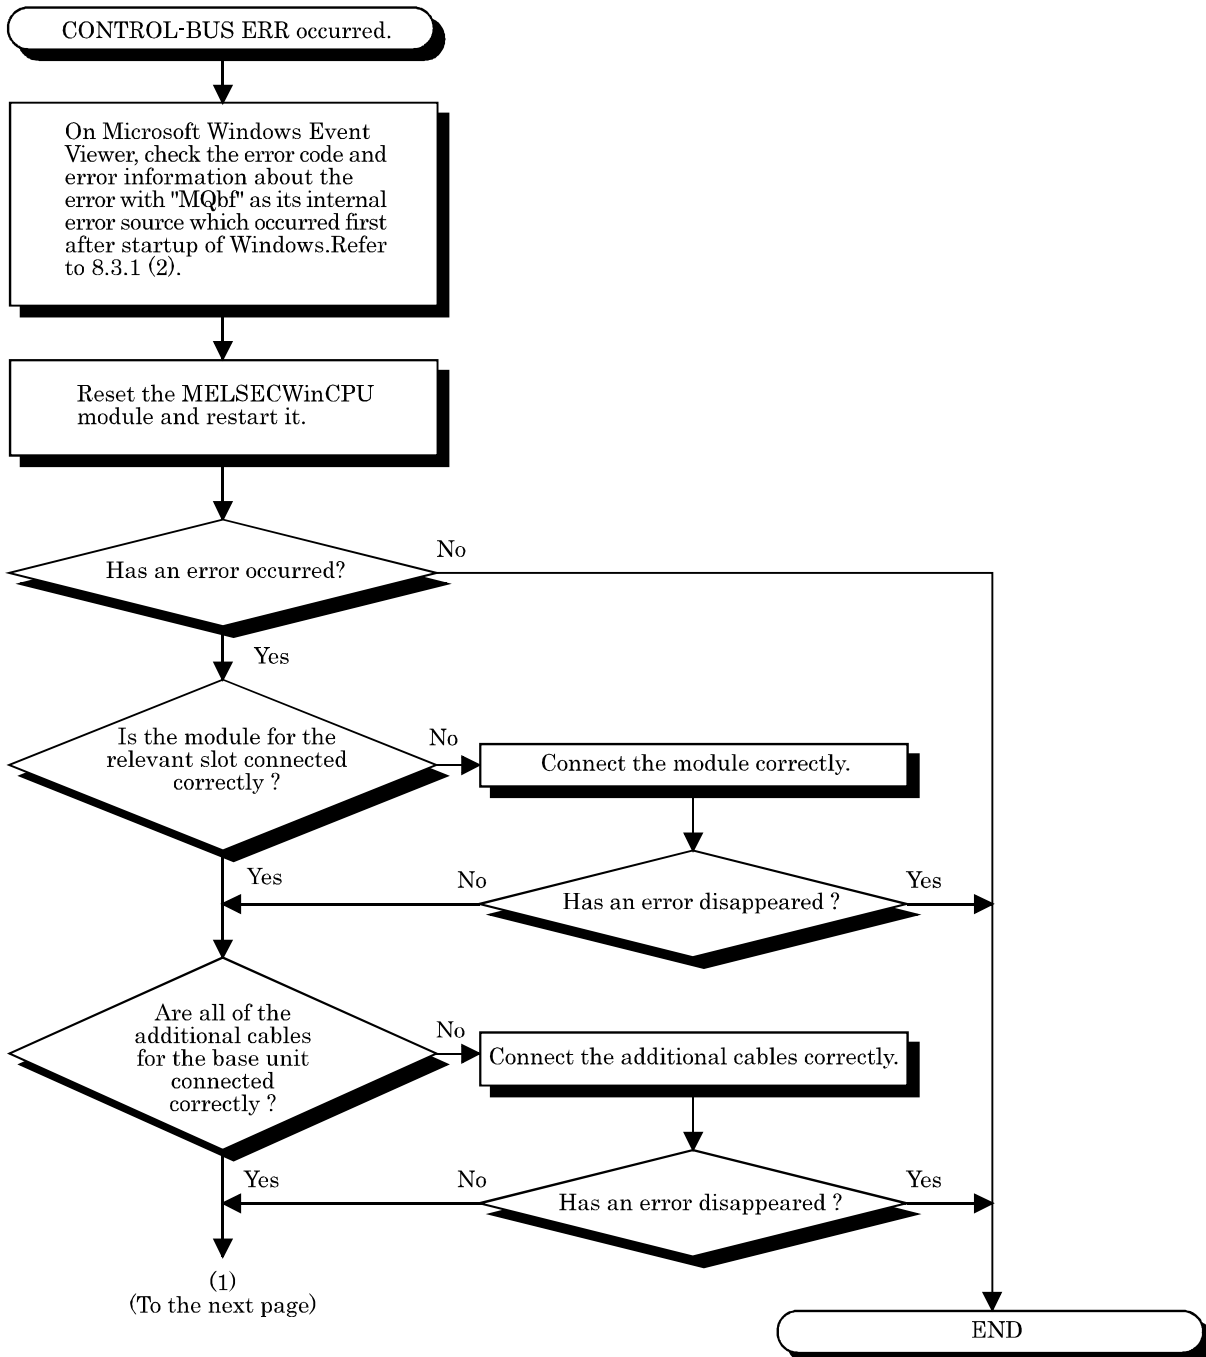 CONTROL-BUS ERR occurred.
On Microsoft Windows Event
Viewer, check the error code and
error information about the
error with "MQbf" as its internal
error source which occurred first
after startup of Windows.Refer
to 8.3.1 (2).
Reset the MELSECWinCPU
module and restart it.
Has an error occurred?
No
Yes
Is the module for the
relevant slot connected
correctly ?
No
Connect the module correctly.
Yes
No
Has an error disappeared ?
Yes
Are all of the
additional cables
for the base unit
connected
correctly ?
No
Connect the additional cables correctly.
Yes
No
Has an error disappeared ?
Yes
(1)
(To the next page)
END